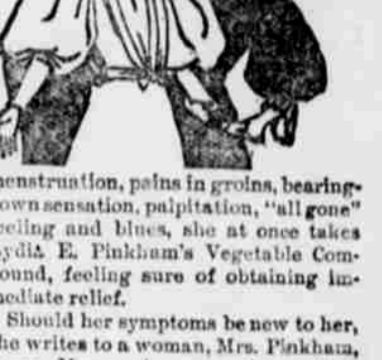 enstruation, pains in groins, bearing-
own sensation, palpitation, "all gone"
eeling and blues, she at once takes
ydia E. Pinkham's Vegetable Com-
ound, feeling sure of obtaining im-
mediate relief.
Should her symptoms be new to her,
he writes to a woman, Mrs. Pinkham,